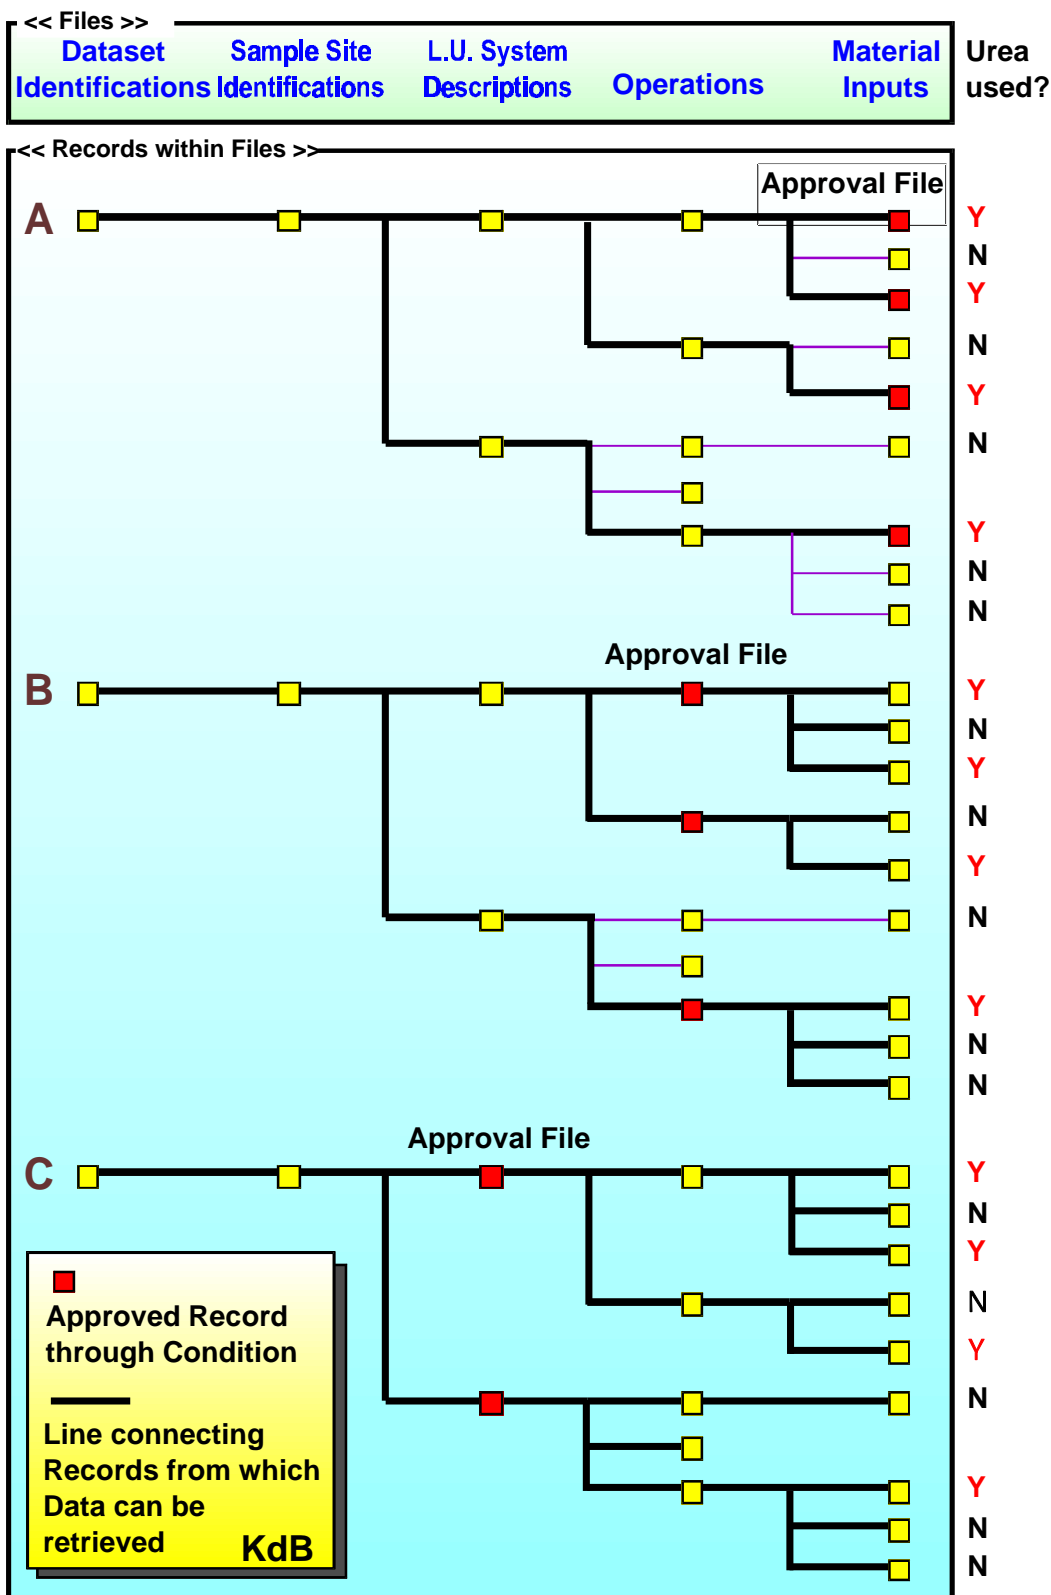 << Files >>
Dataset Sample Site L.U. System Material Urea
Identifications Identifications Descriptions Operations Inputs used?
<< Records within Files >>
Approval File
A Y
N
Y
N
Y
N
Y
N
N
Approval File
B Y
N
Y
N
Y
N
Y
N
N
Approval File
C Y
N
Y
N
Y
N
Y
N
N
Approved Record
through Condition
Line connecting
Records from which
Data can be
retrieved KdB